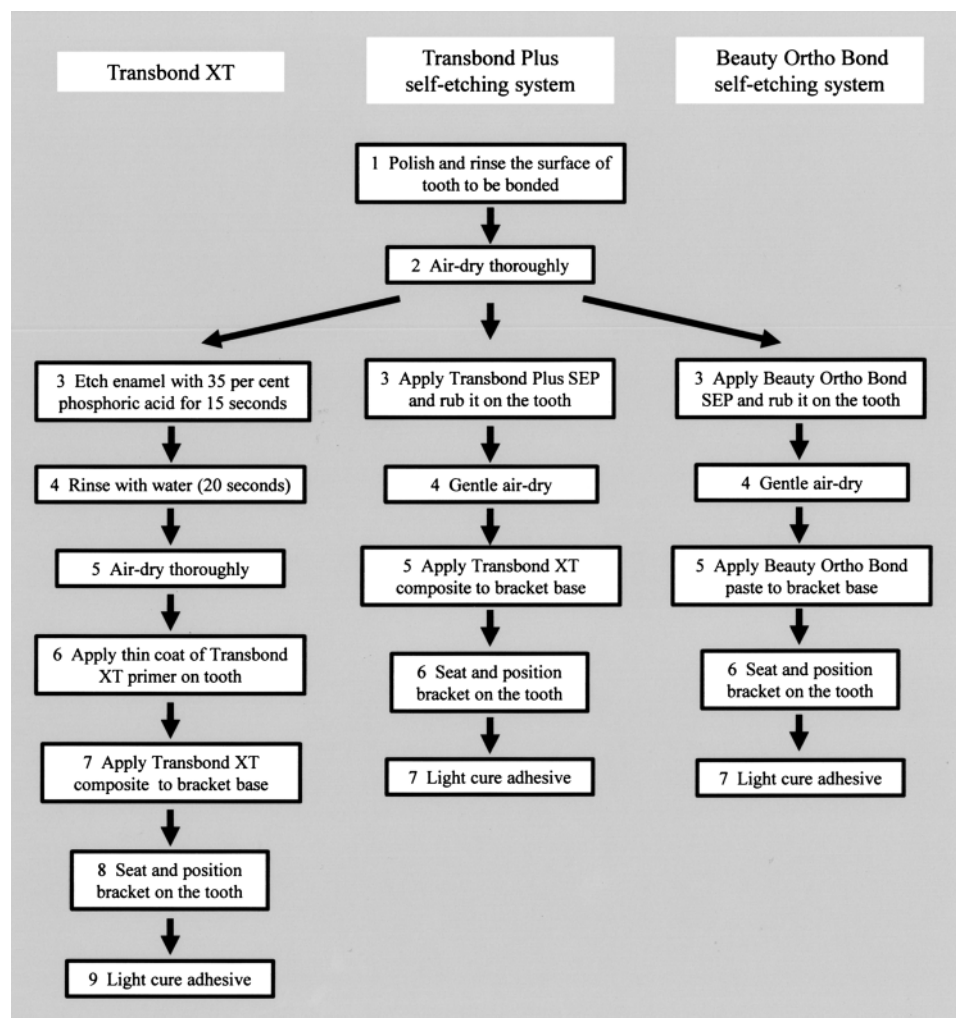 Transbond XT
Transbond Plus
self-etching system
Beauty Ortho Bond
self-etching system
1 Polish and rinse the surface of
tooth to be bonded
2 Air-dry thoroughly
3 Etch enamel with 35 per cent
phosphoric acid for 15 seconds
4 Rinse with water (20 seconds)
5 Air-dry thoroughly
6 Apply thin coat of Transbond
XT primer on tooth
7 Apply Transbond XT
composite to bracket base
8 Seat and position
bracket on the tooth
9 Light cure adhesive
3 Apply Transbond Plus SEP
and rub it on the tooth
4 Gentle air-dry
5 Apply Transbond XT
composite to bracket base
6 Seat and position
bracket on the tooth
7 Light cure adhesive
3 Apply Beauty Ortho Bond
SEP and rub it on the tooth
4 Gentle air-dry
5 Apply Beauty Ortho Bond
paste to bracket base
6 Seat and position
bracket on the tooth
7 Light cure adhesive